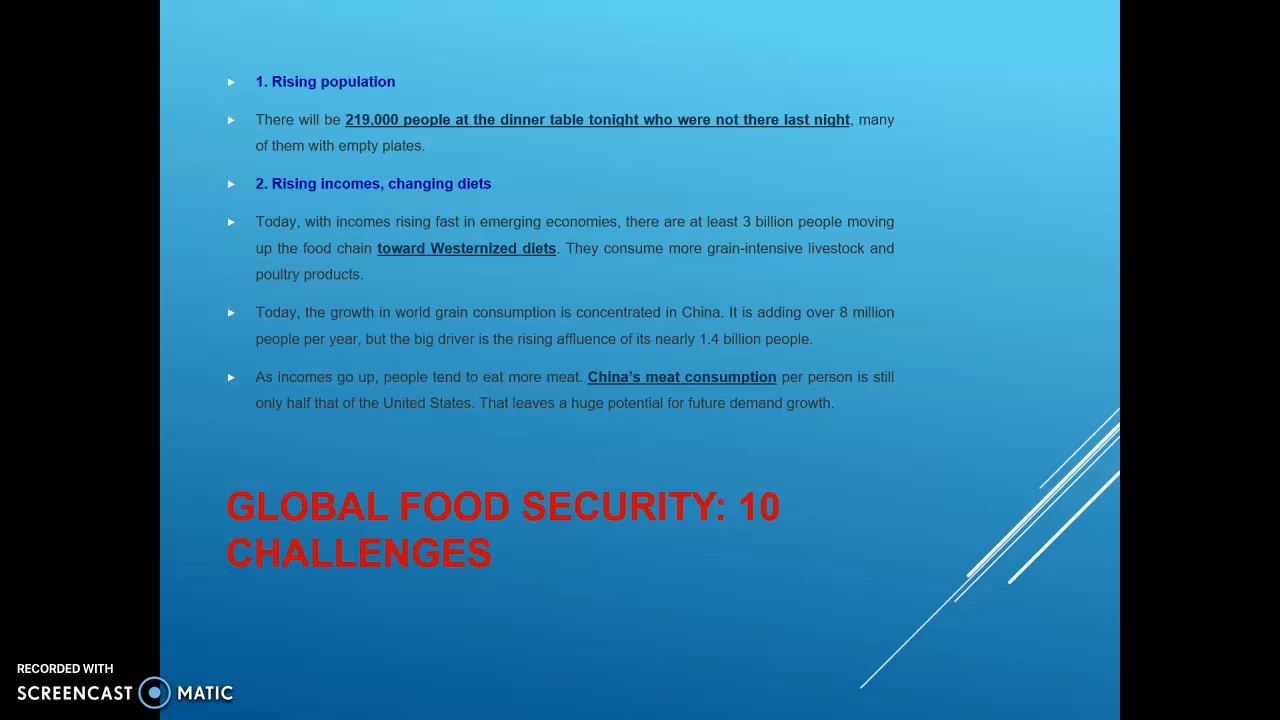 1. Rising population
There will be 219,000 people at the dinner table tonight who were not there last night, many
of them with empty plates.
2. Rising incomes, changing diets
Today, with incomes rising fast in emerging economies, there are at least 3 billion people moving
up the food chain toward Westernized diets. They consume more grain-intensive livestock and
poultry products.
Today, the growth in world grain consumption is concentrated in China. It is adding over 8 million
people per year, but the big driver is the rising affluence of its nearly 1.4 billion people.
As incomes go up, people tend to eat more meat. China’s meat consumption per person is still
only half that of the United States. That leaves a huge potential for future demand growth.
GLOBAL FOOD SECURITY: 10
CHALLENGES
RECORDED WITH
SCREENCAST MATIC